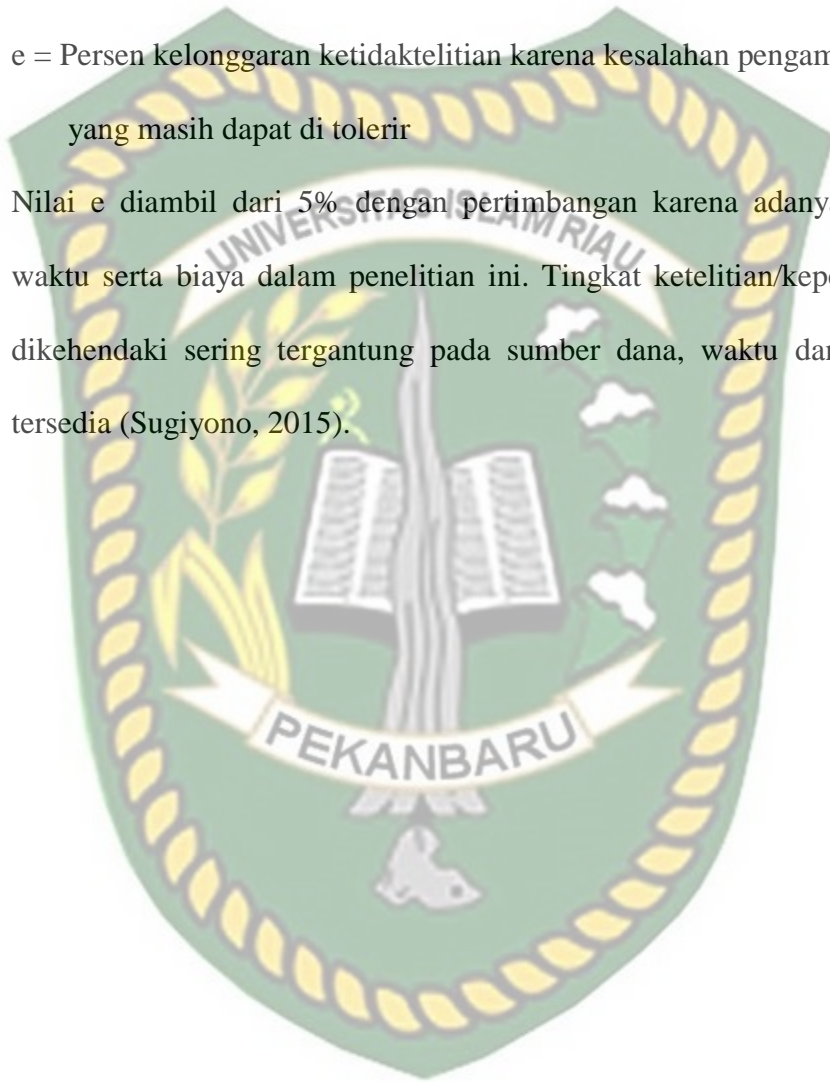 e = Persen kelonggaran ketidaktelitian karena kesalahan pengam
yang masih dapat di tolerir
Nilai e diambil dari 5% dengan pertimbangan karena adany
waktu serta biaya dalam penelitian ini. Tingkat ketelitian/kep
dikehendaki sering tergantung pada sumber dana, waktu dar
tersedia (Sugiyono, 2015).
UNIVERSITAS ISLAM RIAU
PEKANBARU